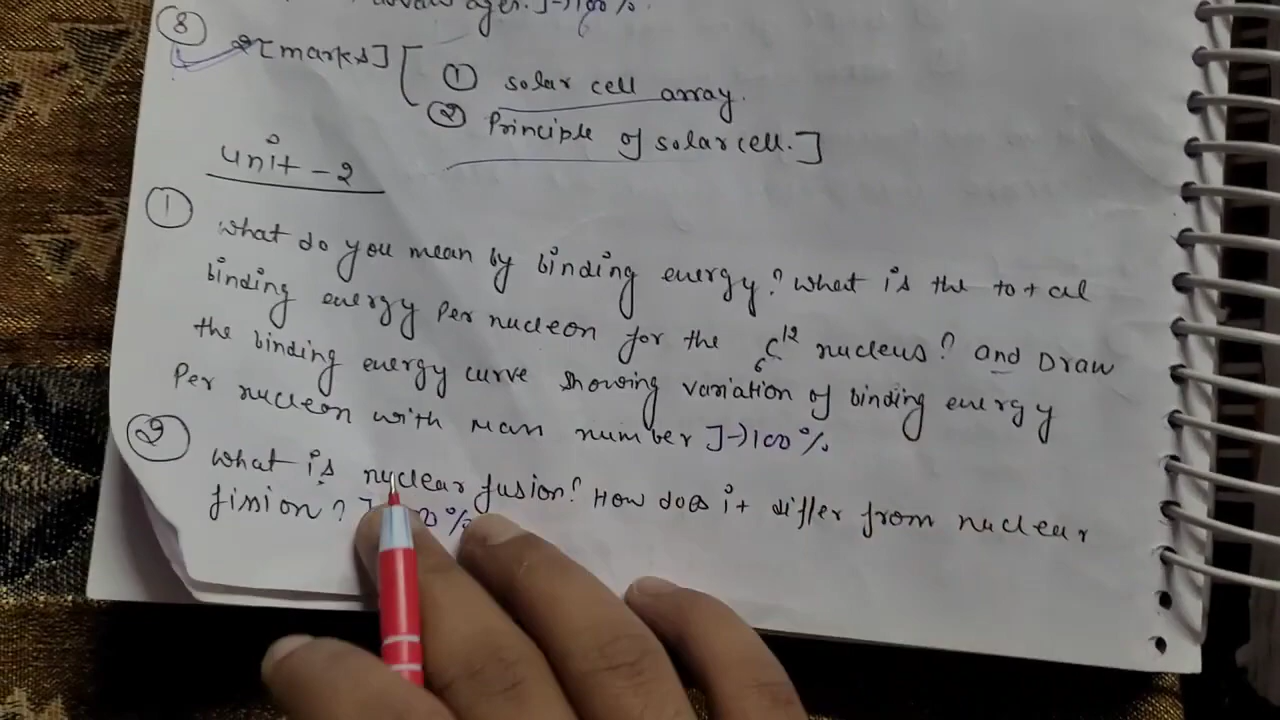 ]→100%.
⑧ 2[marks] [ ① solar cell array.
② Principle of solar cell.]
Unit-2
① What do you mean by binding energy? What is the total
binding energy per nucleon for the ₆C¹² nucleus? and Draw
the binding energy curve showing variation of binding energy
Per nucleon with mass number ]→100%
② What is nuclear fusion? How does it differ from nuclear
fission? ]